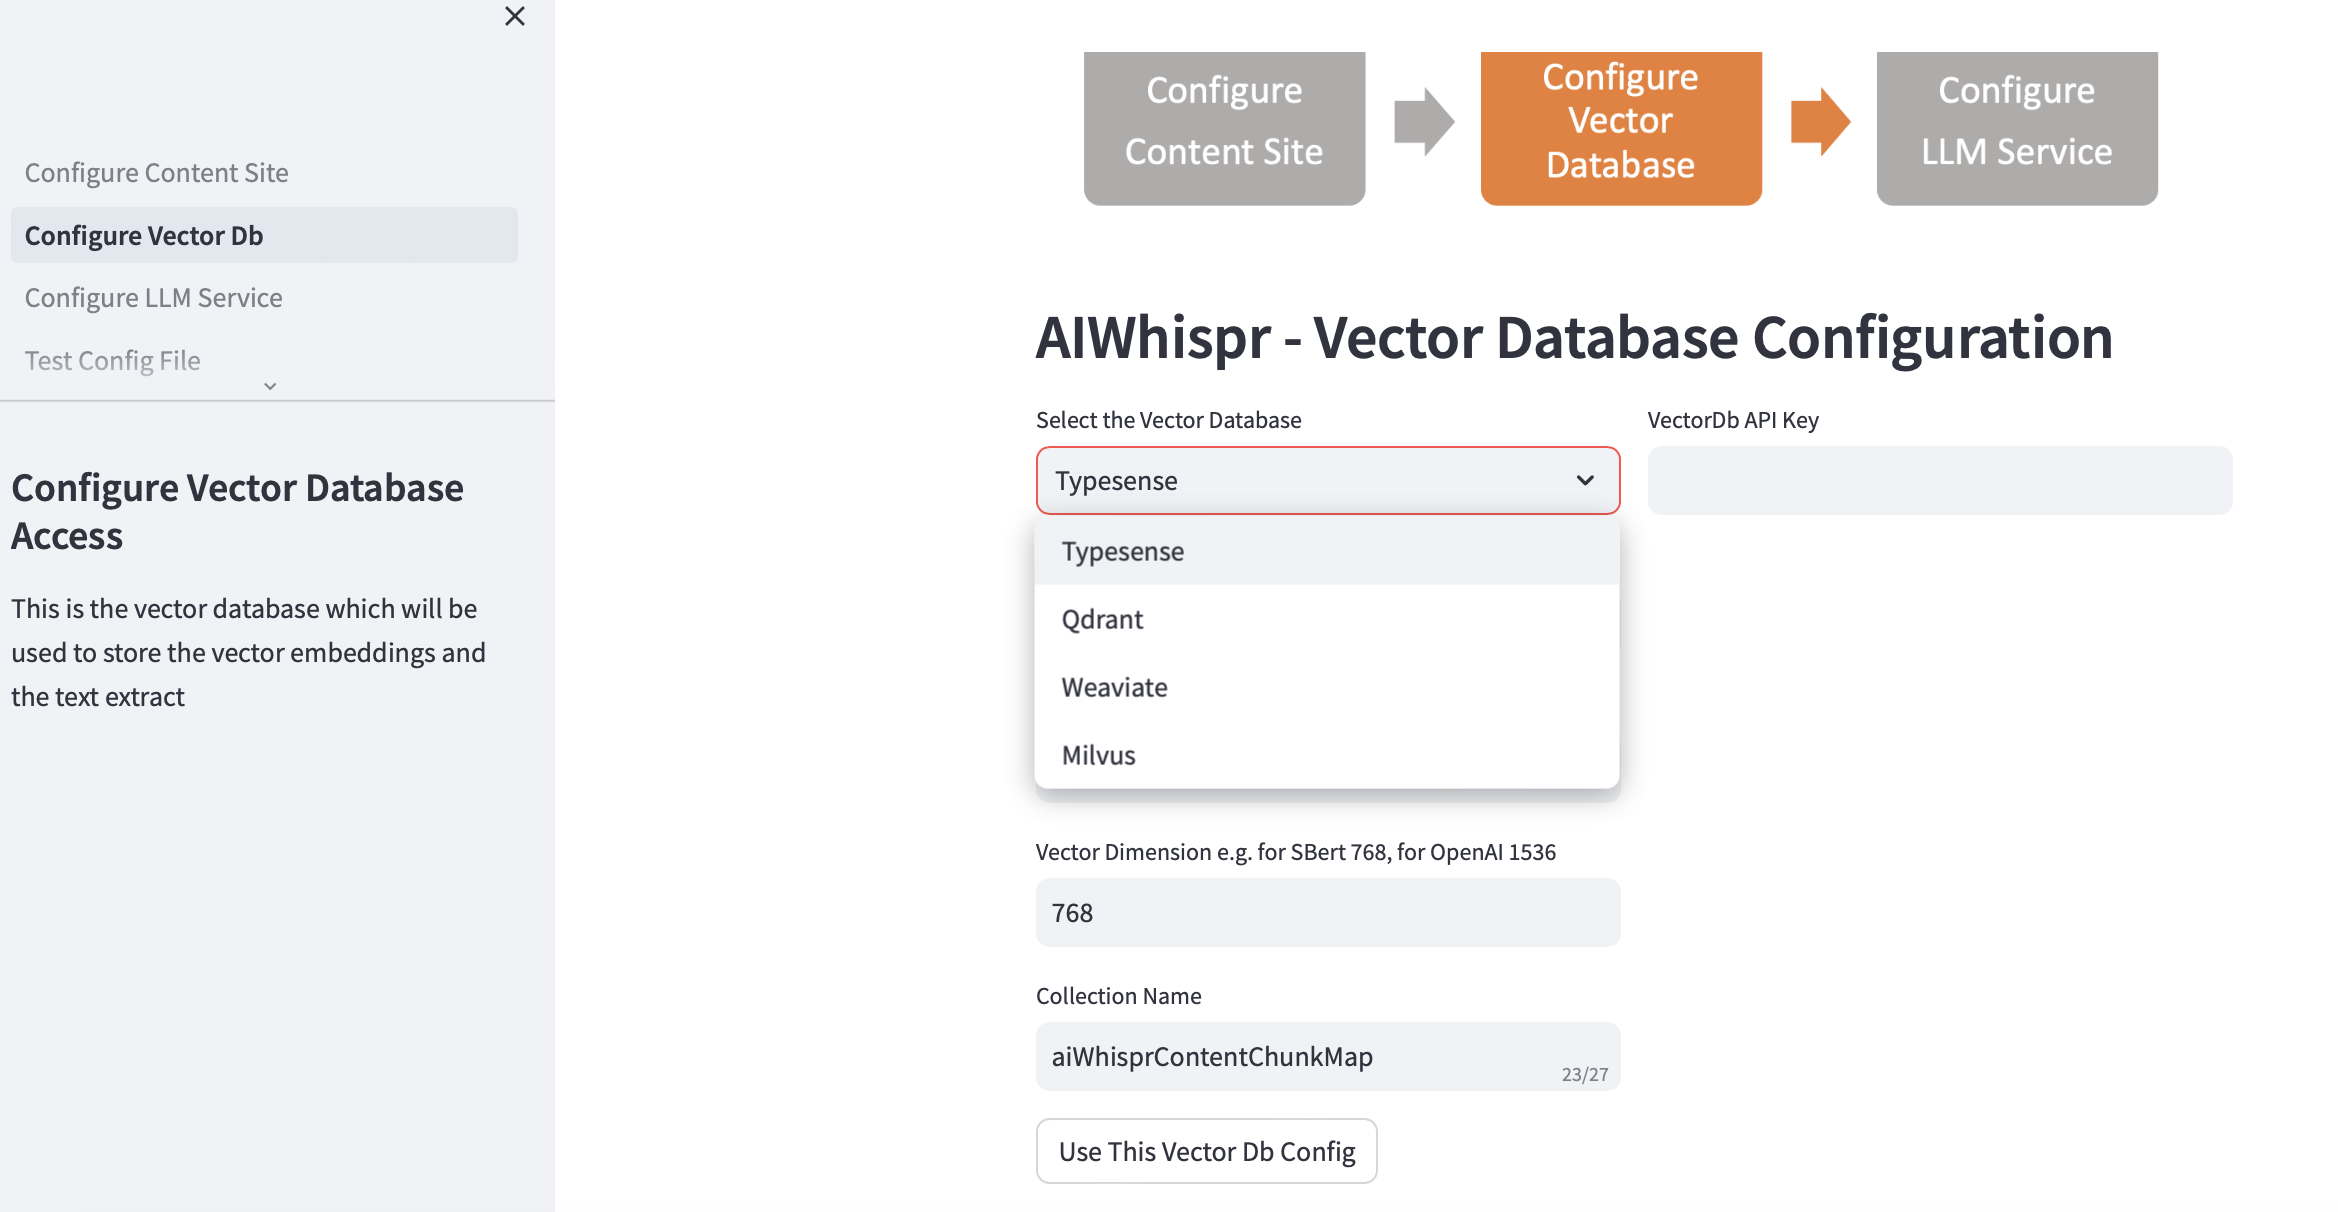 Configure Content Site
Configure Vector Db
Configure LLM Service
Test Config File
Configure Vector Database
Access
This is the vector database which will be
used to store the vector embeddings and
the text extract
Configure
Content Site
Configure
Vector
Database
Configure
LLM Service
AIWhispr - Vector Database Configuration
Select the Vector Database
Typesense
Typesense
Qdrant
Weaviate
Milvus
VectorDb API Key
Vector Dimension e.g. for SBert 768, for OpenAI 1536
768
Collection Name
aiWhisprContentChunkMap
23/27
Use This Vector Db Config